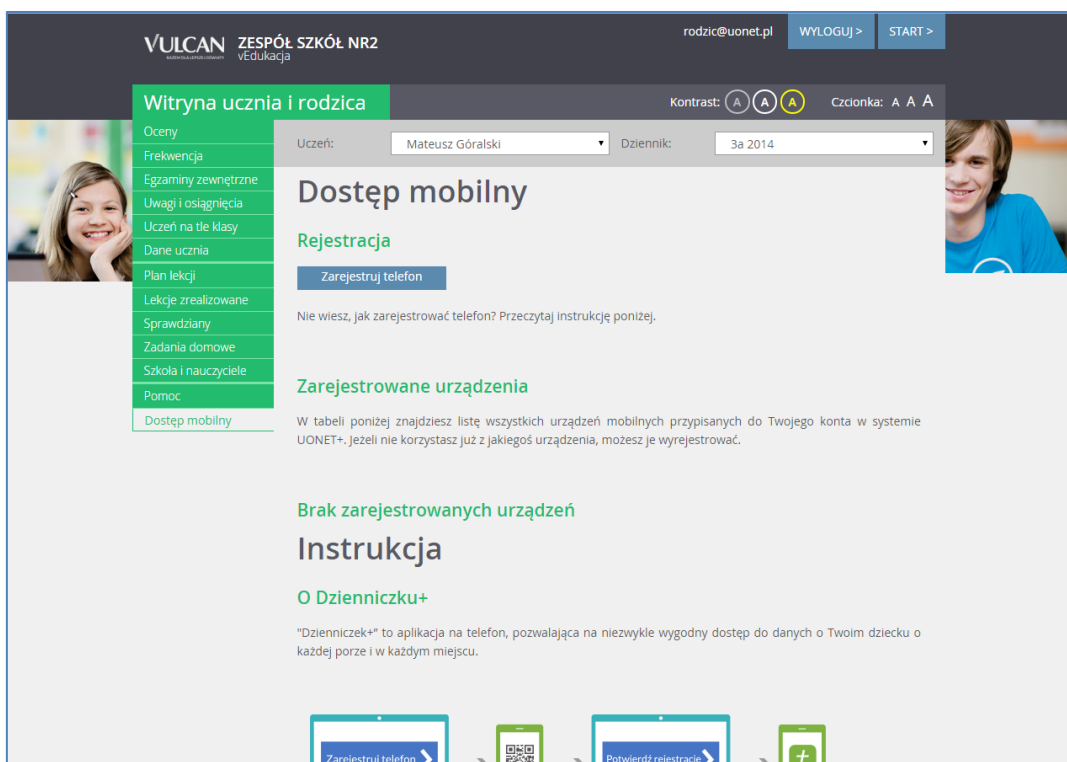 VULCAN
ZESPÓŁ SZKÓŁ NR2
vEdukacja
rodzic@uonet.pl
WYLOGUJ >
START >
Witryna ucznia i rodzica
Kontrast: A A A
Czcionka: A A A
Oceny
Frekwencja
Egzaminy zewnętrzne
Uwagi i osiągnięcia
Uczeń na tle klasy
Dane ucznia
Plan lekcji
Lekcje zrealizowane
Sprawdziany
Zadania domowe
Szkoła i nauczyciele
Pomoc
Dostęp mobilny
Uczeń: Mateusz Góralski
Dziennik: 3a 2014
Dostęp mobilny
Rejestracja
Zarejestruj telefon
Nie wiesz, jak zarejestrować telefon? Przeczytaj instrukcję poniżej.
Zarejestrowane urządzenia
W tabeli poniżej znajdziesz listę wszystkich urządzeń mobilnych przypisanych do Twojego konta w systemie
UONET+. Jeżeli nie korzystasz już z jakiegoś urządzenia, możesz je wyrejestrować.
Brak zarejestrowanych urządzeń
Instrukcja
O Dzienniczku+
"Dzienniczek+" to aplikacja na telefon, pozwalająca na niezwykle wygodny dostęp do danych o Twoim dziecku o
każdej porze i w każdym miejscu.
Zarejestruj telefon
Potwierdź rejestrację